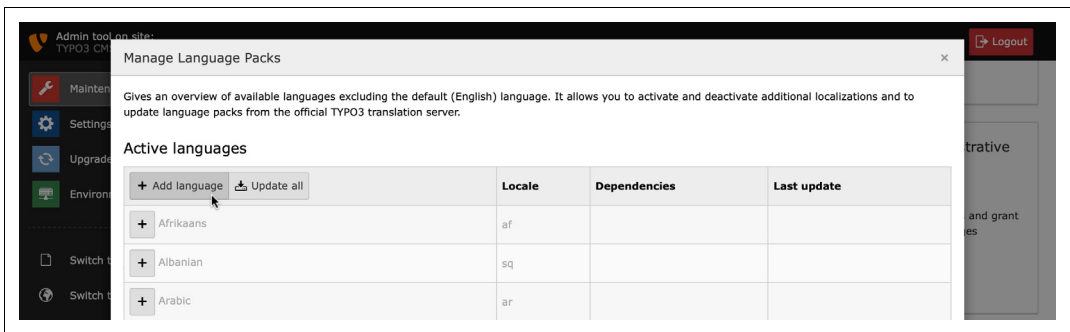 Admin tool on site:
TYPO3 CM
Logout
Manage Language Packs
×
Mainten
Gives an overview of available languages excluding the default (English) language. It allows you to activate and deactivate additional localizations and to
update language packs from the official TYPO3 translation server.
Settings
Active languages
trative
Upgrade
+ Add language
Update all
Locale
Dependencies
Last update
Environ
+ Afrikaans
af
and grant
es
Switch t
+ Albanian
sq
Switch t
+ Arabic
ar